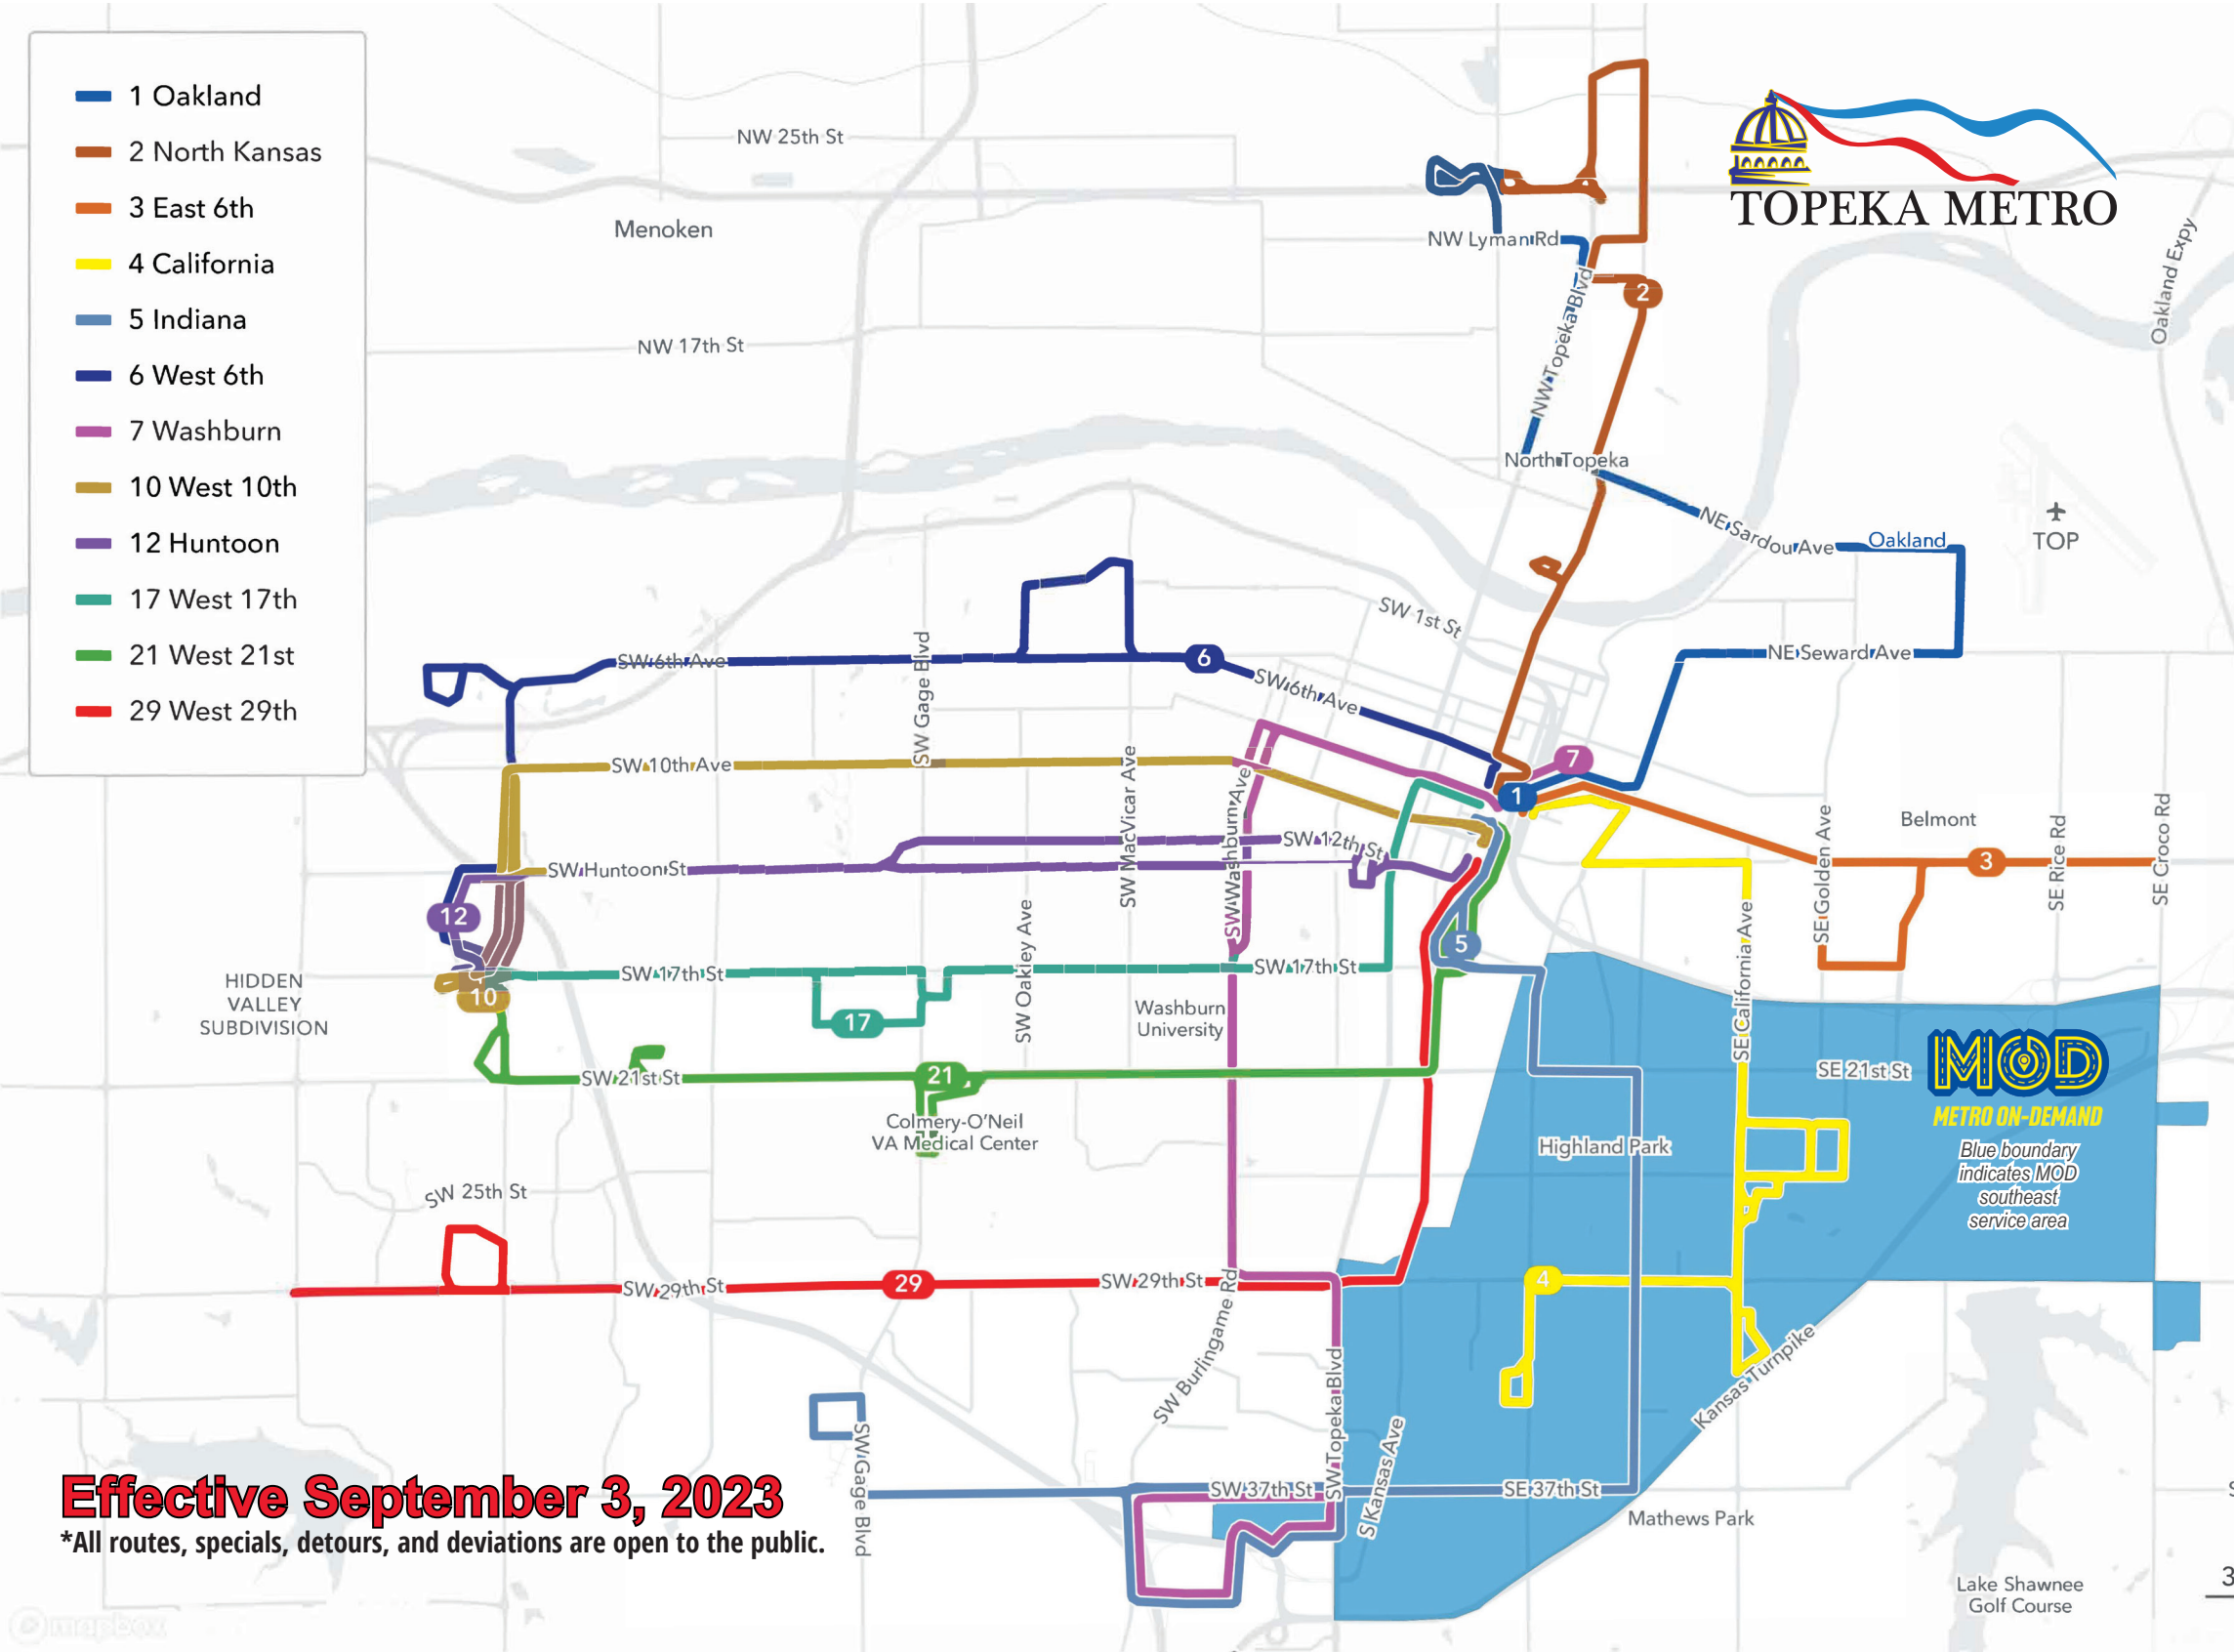 1 Oakland
2 North Kansas
3 East 6th
4 California
5 Indiana
6 West 6th
7 Washburn
10 West 10th
12 Huntoon
17 West 17th
21 West 21st
29 West 29th
TOPEKA METRO
NW 25th St
Menoken
NW Lyman Rd
Oakland Expy
2
NW 17th St
NW Topeka Blvd
North Topeka
NE Sardou Ave
Oakland
TOP
SW 1st St
NE Seward Ave
SW 6th Ave
SW Gage Blvd
6
SW 6th Ave
SW 10th Ave
7
1
SW MacVicar Ave
SW Washburn Ave
SW 12th St
SW Huntoon St
Belmont
SE Golden Ave
3
SE Rice Rd
SE Croco Rd
12
5
SW 17th St
SW 17th St
SW Oakley Ave
SE California Ave
HIDDEN
VALLEY
SUBDIVISION
10
17
Washburn
University
MOD
METRO ON-DEMAND
Blue boundary
indicates MOD
southeast
service area
SE 21st St
SW 21st St
21
Colmery-O'Neil
VA Medical Center
Highland Park
SW 25th St
SW 29th St
29
SW 29th St
4
SW Burlingame Rd
SW Topeka Blvd
S Kansas Ave
Kansas Turnpike
SW Gage Blvd
SW 37th St
SE 37th St
Mathews Park
Effective September 3, 2023
*All routes, specials, detours, and deviations are open to the public.
Lake Shawnee
Golf Course
3
mapbox